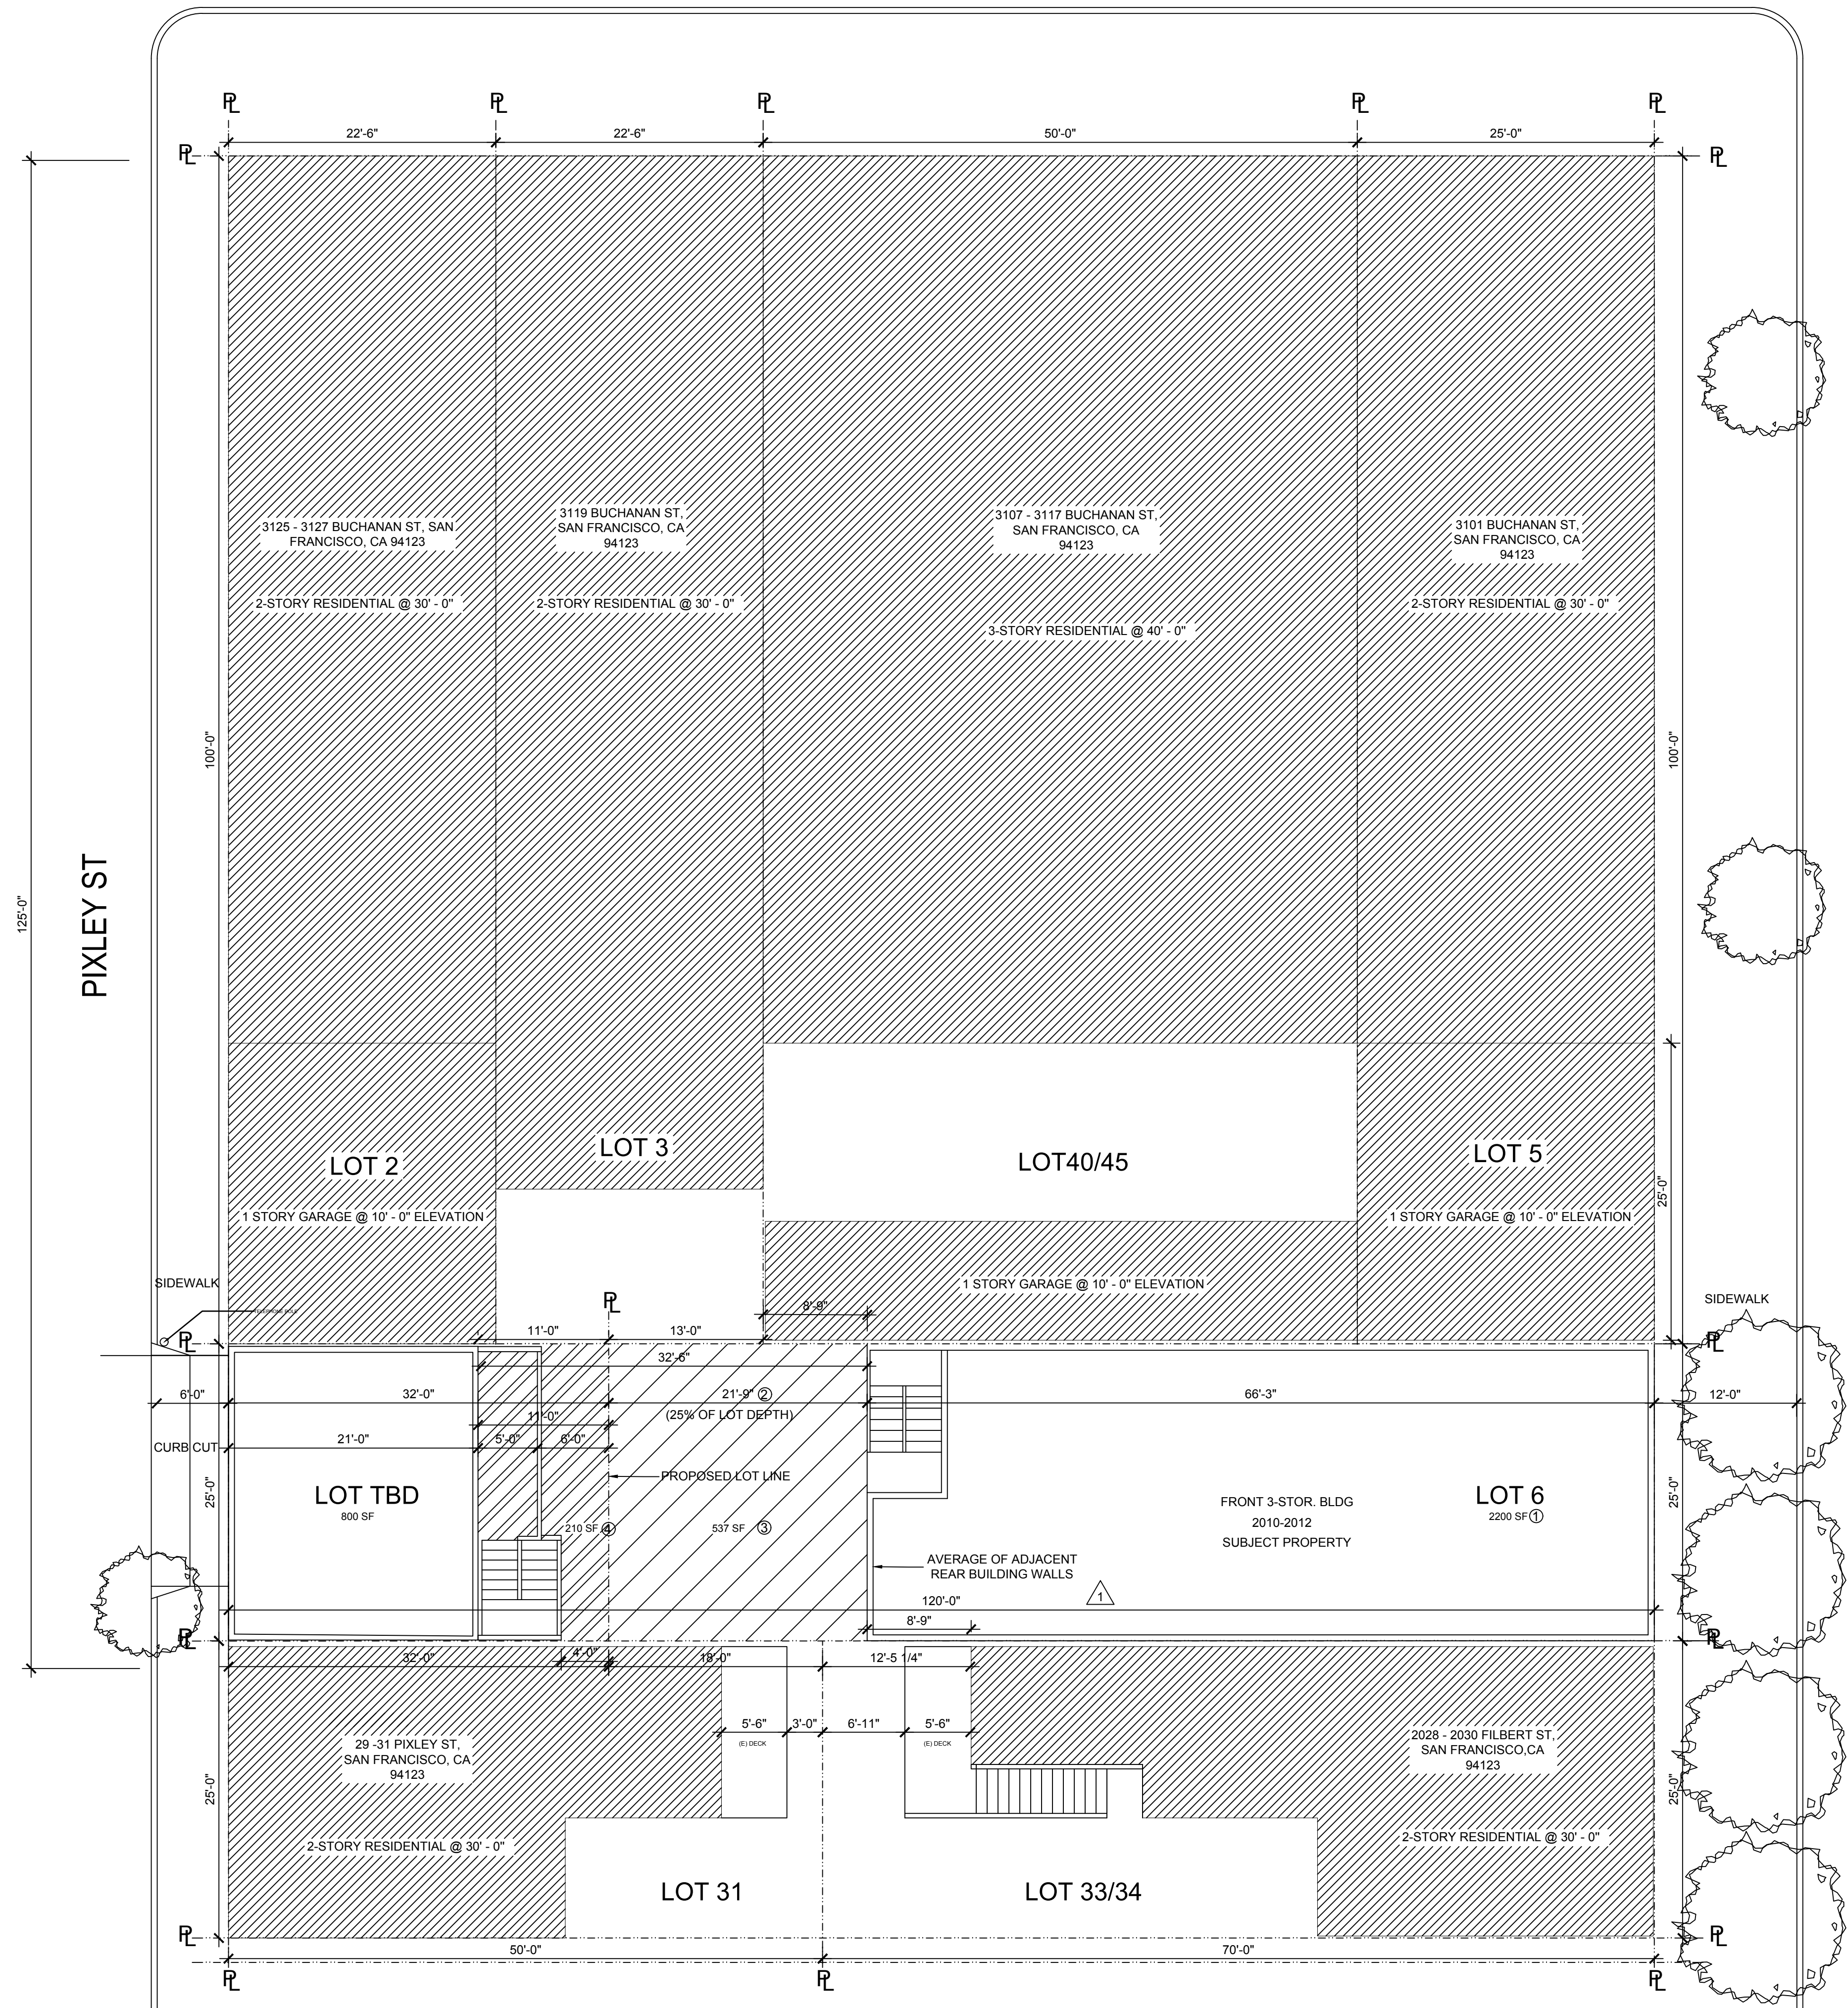 PL
PL
PL
PL
PL
22'-6"
22'-6"
50'-0"
25'-0"
PL
PL
3125 - 3127 BUCHANAN ST, SAN
FRANCISCO, CA 94123
2-STORY RESIDENTIAL @ 30' - 0"
3119 BUCHANAN ST,
SAN FRANCISCO, CA
94123
2-STORY RESIDENTIAL @ 30' - 0"
3107 - 3117 BUCHANAN ST,
SAN FRANCISCO, CA
94123
3-STORY RESIDENTIAL @ 40' - 0"
3101 BUCHANAN ST,
SAN FRANCISCO, CA
94123
2-STORY RESIDENTIAL @ 30' - 0"
100'-0"
100'-0"
125'-0"
PIXLEY ST
LOT 2
LOT 3
LOT40/45
LOT 5
25'-0"
1 STORY GARAGE @ 10' - 0" ELEVATION
1 STORY GARAGE @ 10' - 0" ELEVATION
1 STORY GARAGE @ 10' - 0" ELEVATION
SIDEWALK
TELEPHONE POLE
SIDEWALK
PL
8'-9"
11'-0"
13'-0"
PL
PL
32'-6"
6'-0"
32'-0"
21'-9" 2
66'-3"
12'-0"
(25% OF LOT DEPTH)
11'-0"
CURB CUT
21'-0"
5'-0"
6'-0"
PROPOSED LOT LINE
25'-0"
25'-0"
LOT TBD
800 SF
210 SF 4
537 SF 3
FRONT 3-STOR. BLDG
2010-2012
SUBJECT PROPERTY
LOT 6
2200 SF 1
AVERAGE OF ADJACENT
REAR BUILDING WALLS
1
120'-0"
8'-9"
PL
PL
32'-0"
4'-0"
18'-0"
12'-5 1/4"
5'-6"
3'-0"
6'-11"
5'-6"
(E) DECK
(E) DECK
29 -31 PIXLEY ST,
SAN FRANCISCO, CA
94123
2028 - 2030 FILBERT ST,
SAN FRANCISCO,CA
94123
25'-0"
25'-0"
2-STORY RESIDENTIAL @ 30' - 0"
2-STORY RESIDENTIAL @ 30' - 0"
LOT 31
LOT 33/34
PL
PL
50'-0"
70'-0"
PL
PL
PL